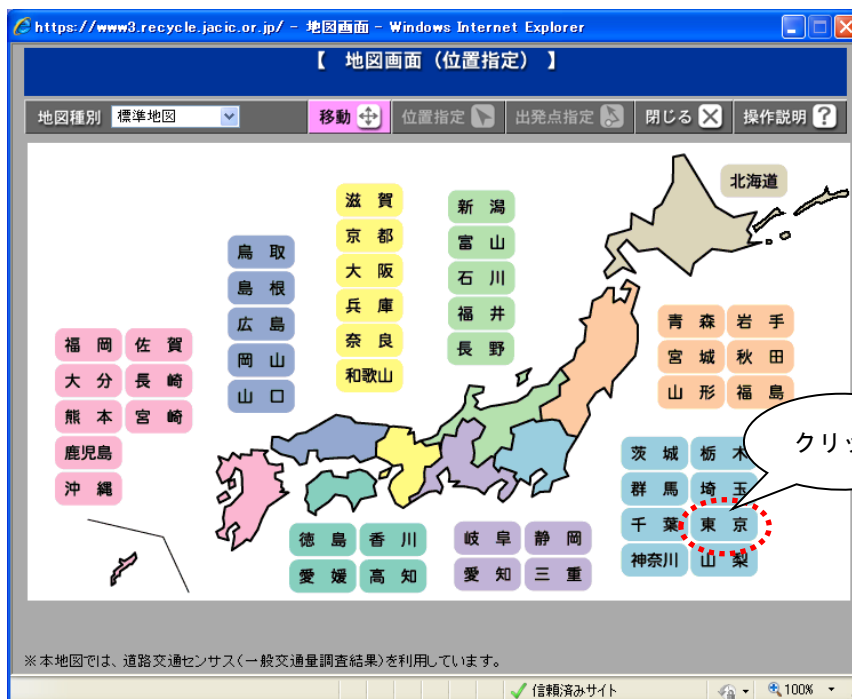 https://www3.recycle.jacic.or.jp/ - 地図画面 - Windows Internet Explorer
【 地図画面（位置指定）】
地図種別 標準地図 移動 位置指定 出発点指定 閉じる 操作説明
北海道
滋賀
京都
大阪
兵庫
奈良
和歌山
新潟
富山
石川
福井
長野
鳥取
島根
広島
岡山
山口
福岡 佐賀
大分 長崎
熊本 宮崎
鹿児島
沖縄
青森 岩手
宮城 秋田
山形 福島
クリッ
茨城 栃木
群馬 埼玉
千葉 東京
神奈川 山梨
徳島 香川
愛媛 高知
岐阜 静岡
愛知 三重
※本地図では、道路交通センサス(一般交通量調査結果)を利用しています。
信頼済みサイト 100%